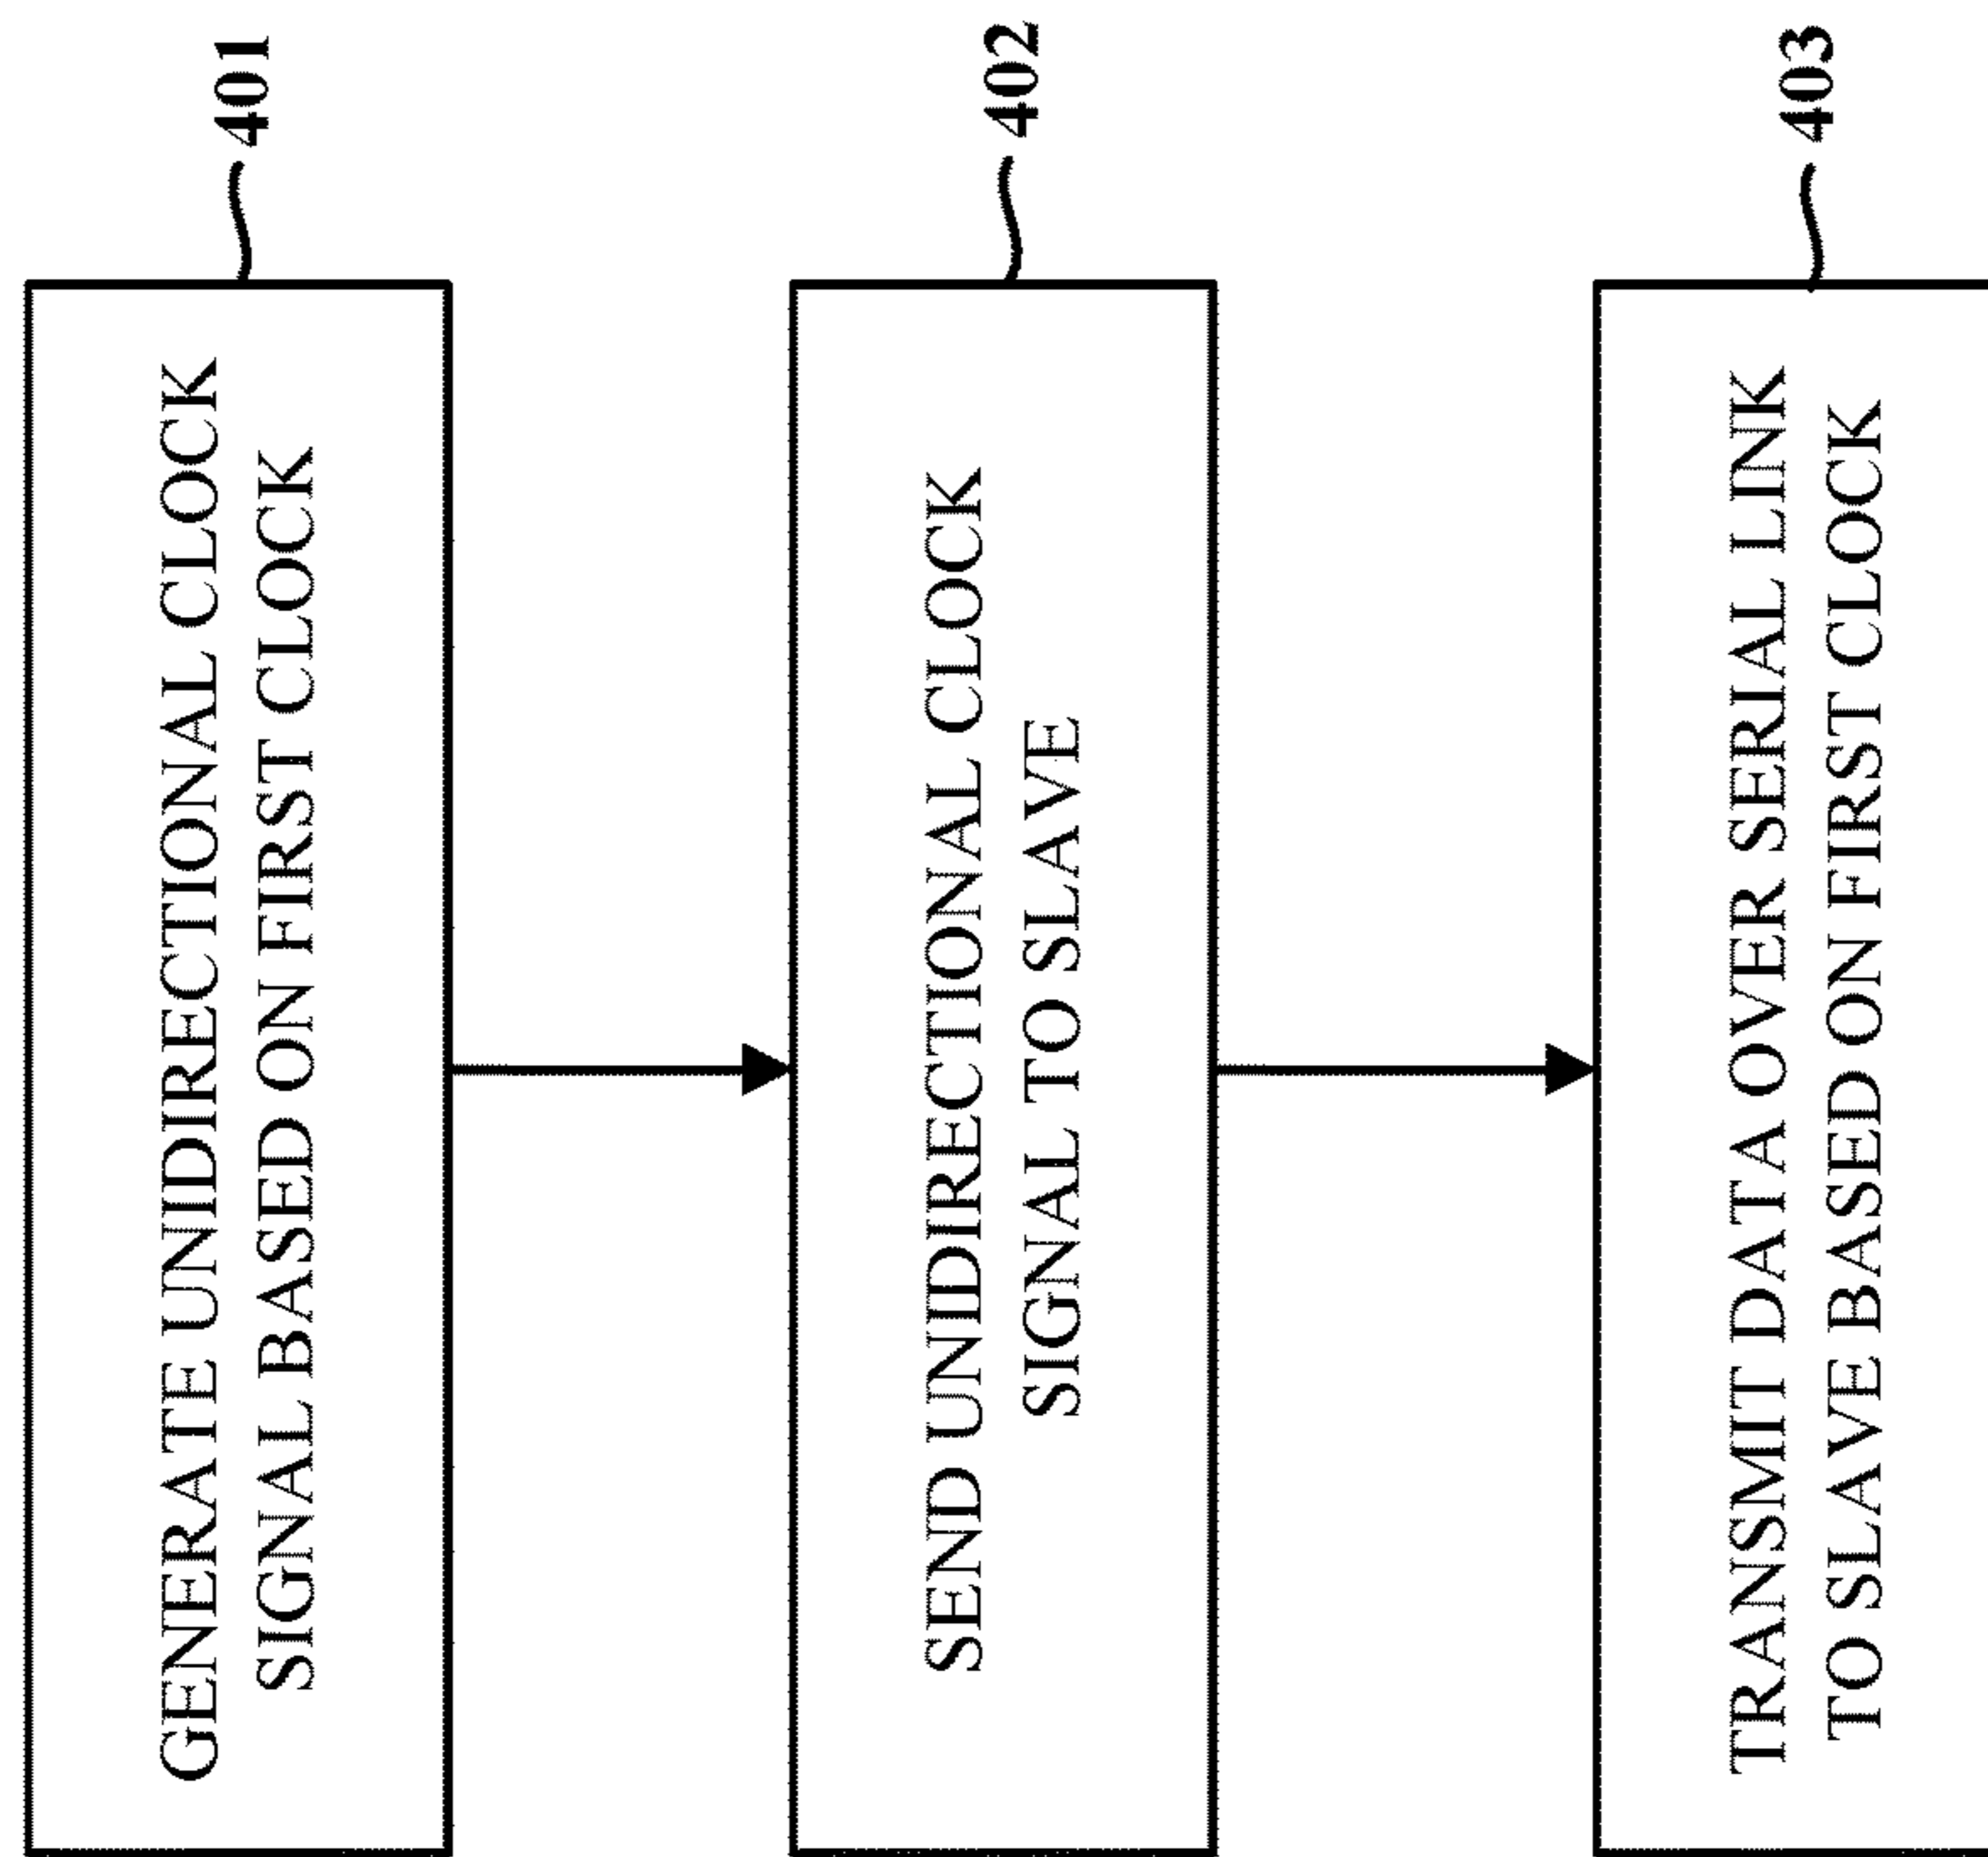 401
GENERATE UNIDIRECTIONAL CLOCK
SIGNAL BASED ON FIRST CLOCK
402
SEND UNIDIRECTIONAL CLOCK
SIGNAL TO SLAVE
403
TRANSMIT DATA OVER SERIAL LINK
TO SLAVE BASED ON FIRST CLOCK